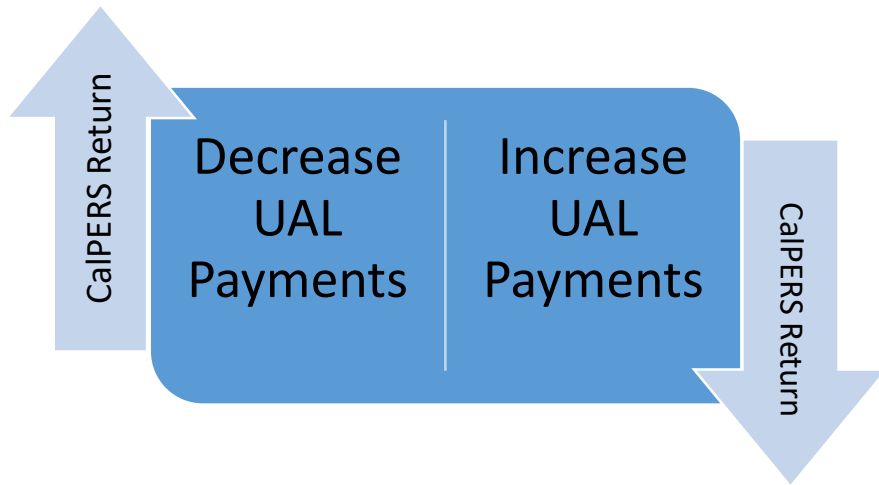 CalPERS Return
Decrease
UAL
Payments
Increase
UAL
Payments
CalPERS Return